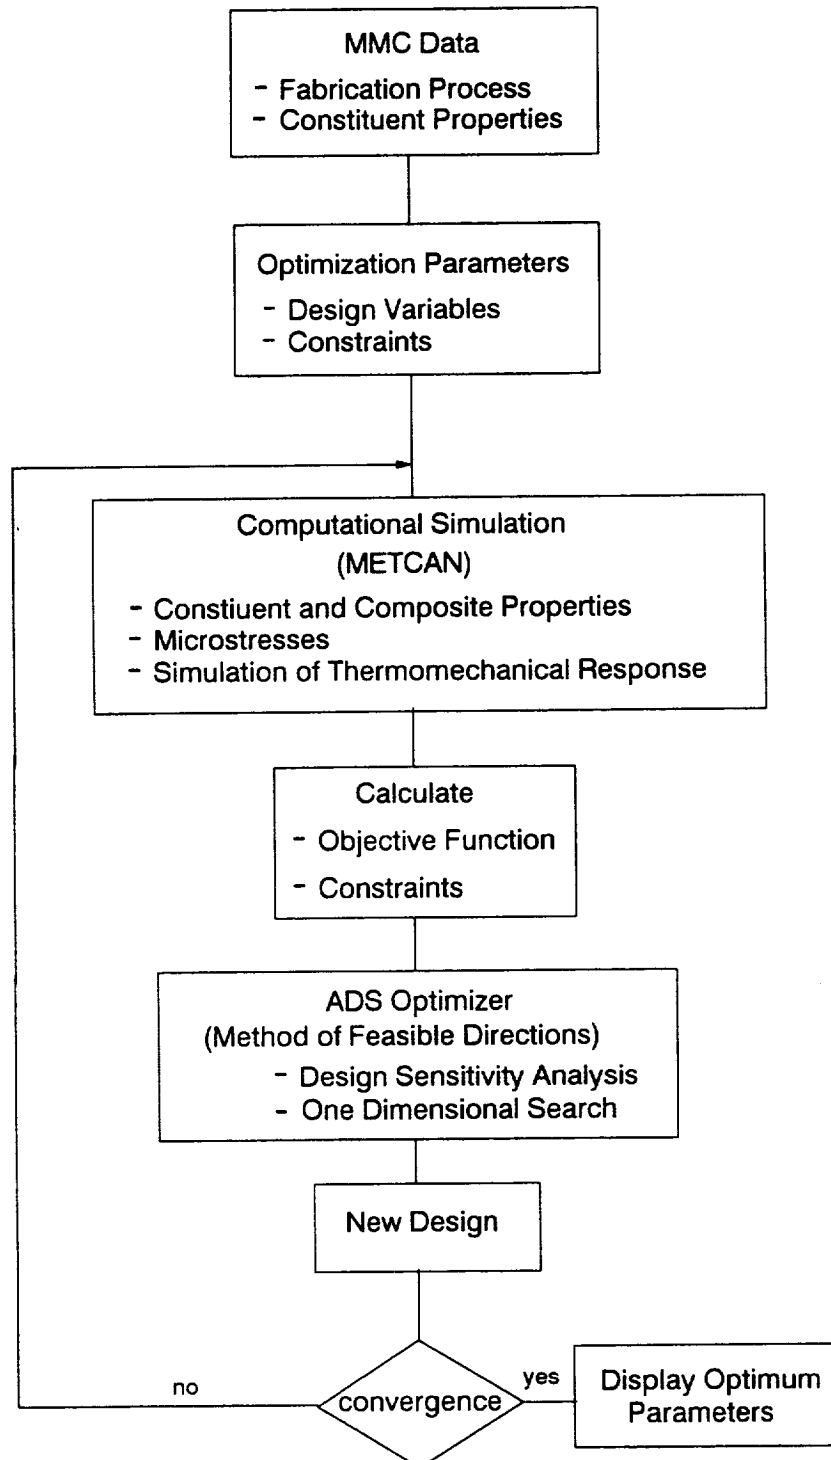 MMC Data
- Fabrication Process
- Constituent Properties
Optimization Parameters
- Design Variables
- Constraints
Computational Simulation
(METCAN)
- Constiuent and Composite Properties
- Microstresses
- Simulation of Thermomechanical Response
Calculate
- Objective Function
- Constraints
ADS Optimizer
(Method of Feasible Directions)
- Design Sensitivity Analysis
- One Dimensional Search
New Design
no
convergence
yes
Display Optimum
Parameters